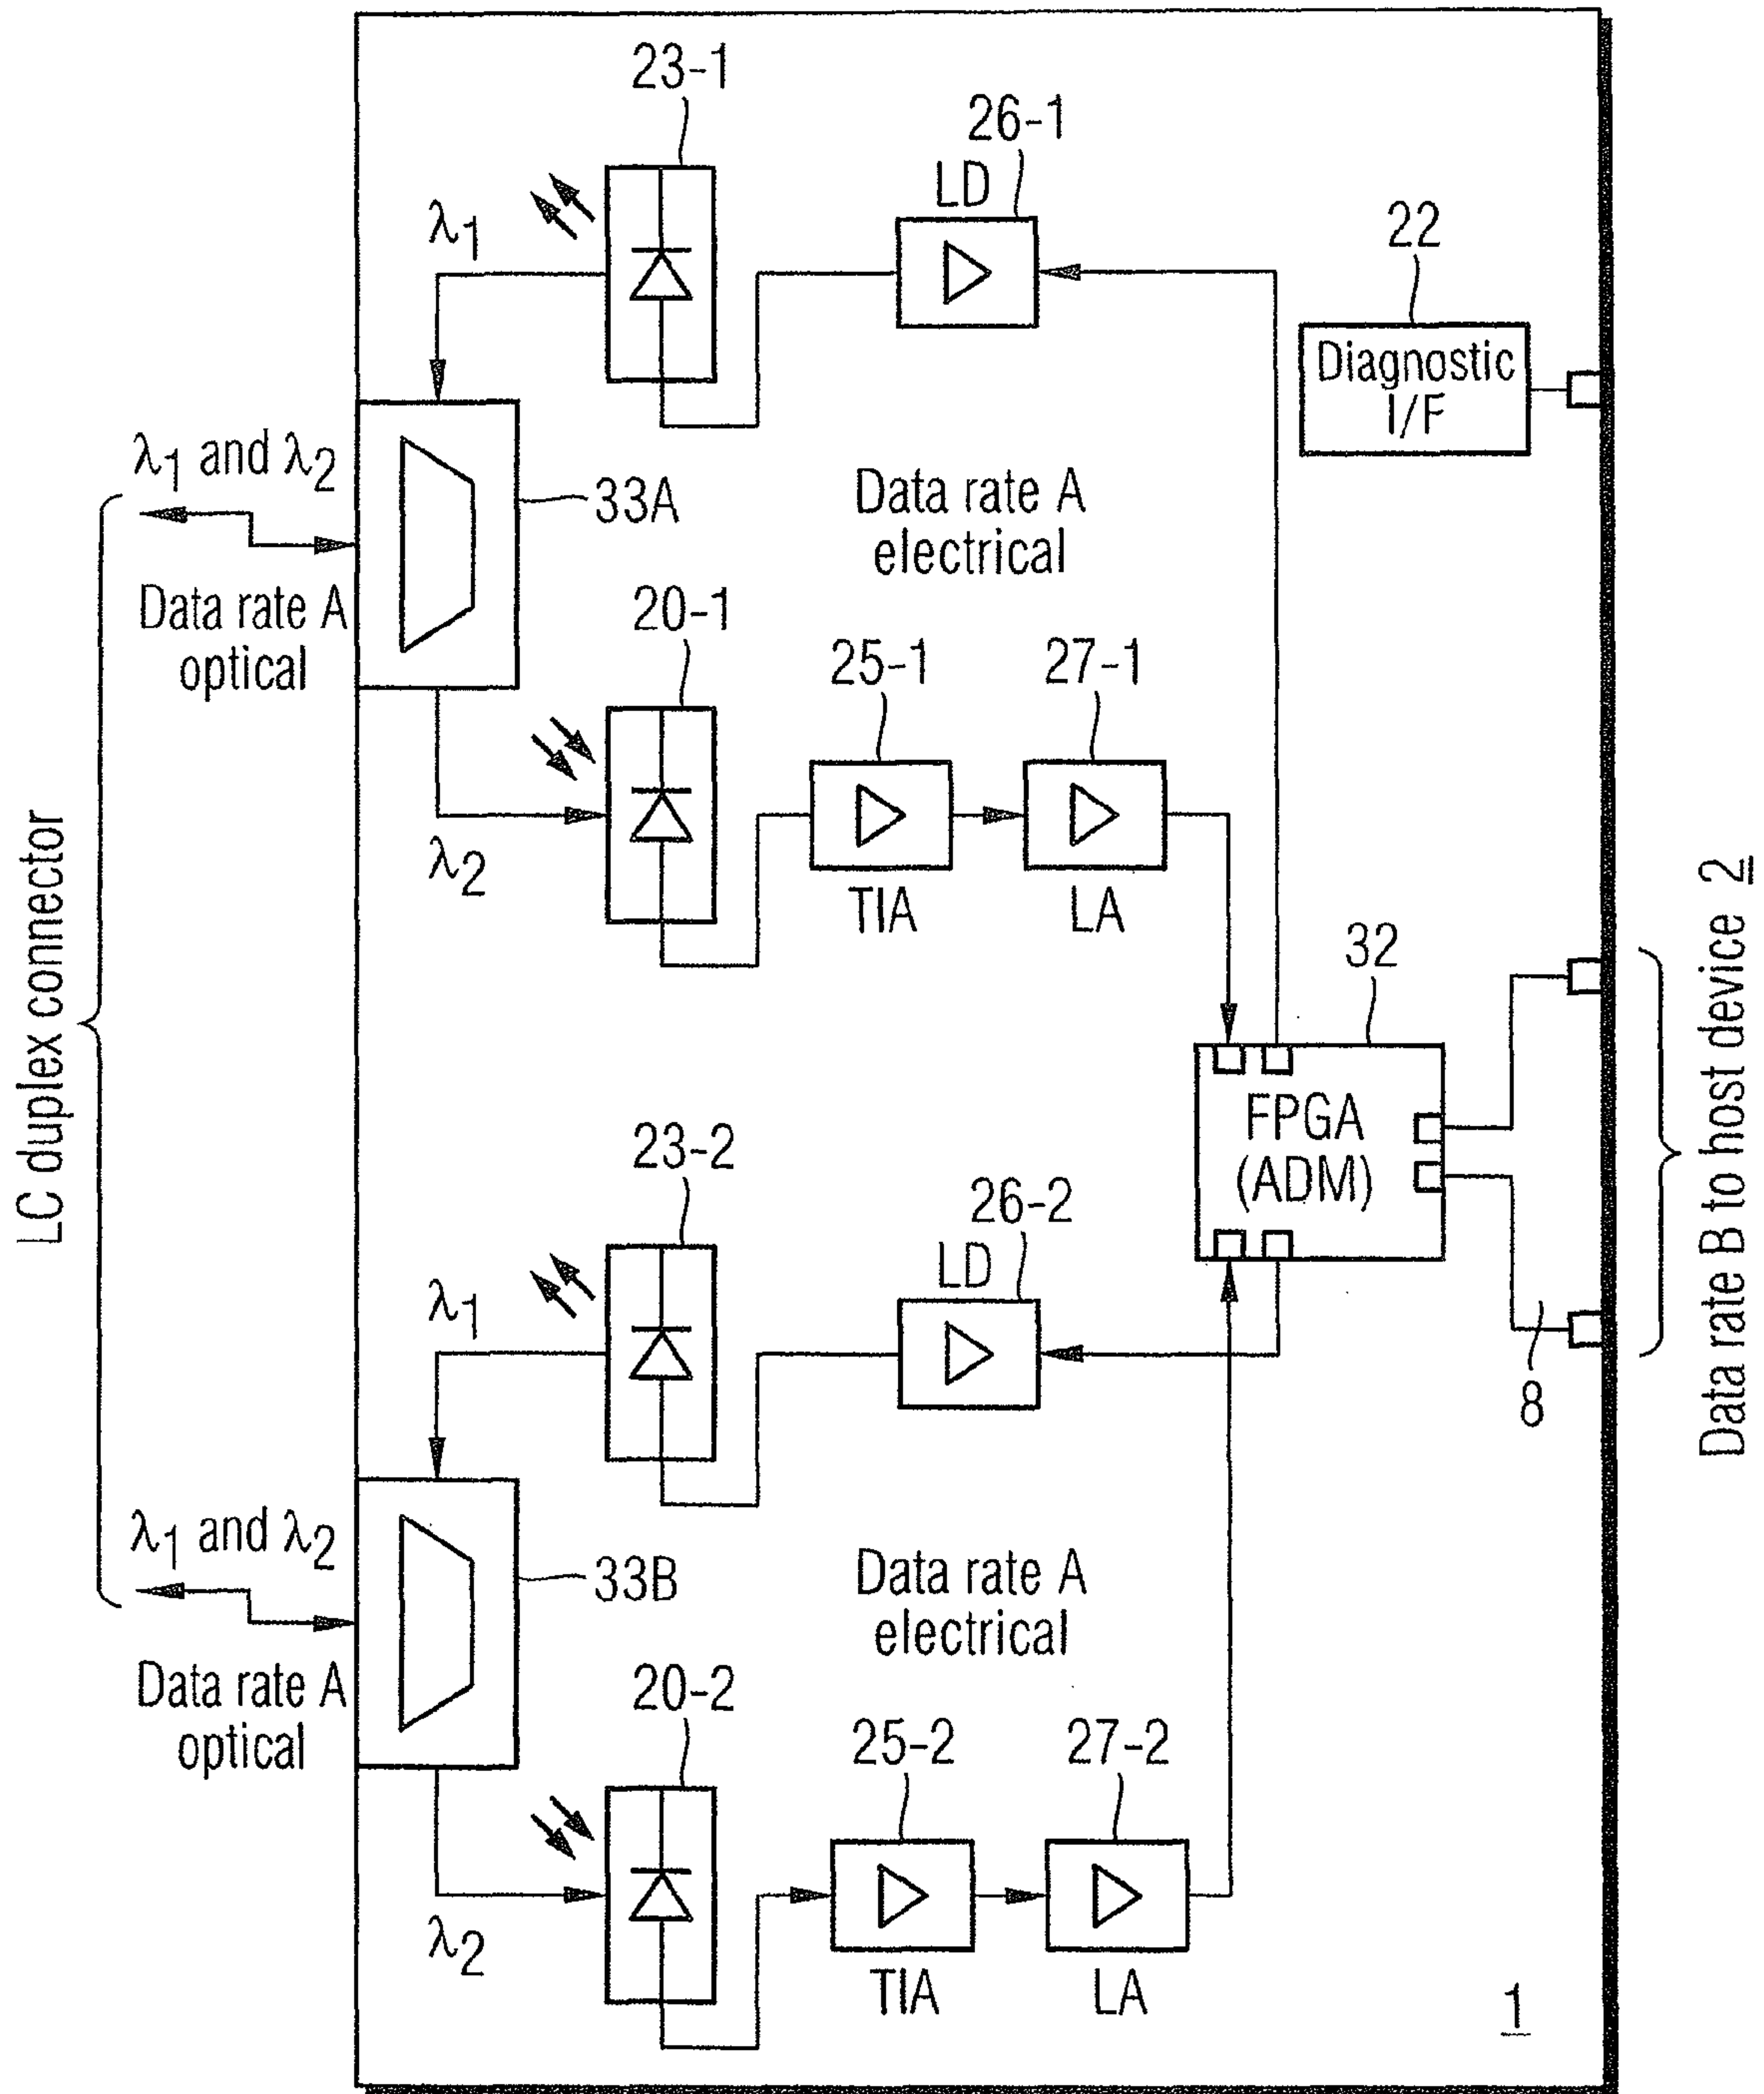 23-1
26-1
LD
λ1
22
Diagnostic
I/F
λ1 and λ2
33A
Data rate A
electrical
Data rate A
optical
20-1
25-1
27-1
λ2
TIA
LA
LC duplex connector
32
FPGA
(ADM)
Data rate B to host device 2
23-2
26-2
LD
λ1
8
λ1 and λ2
33B
Data rate A
electrical
Data rate A
optical
20-2
25-2
27-2
λ2
TIA
LA
1